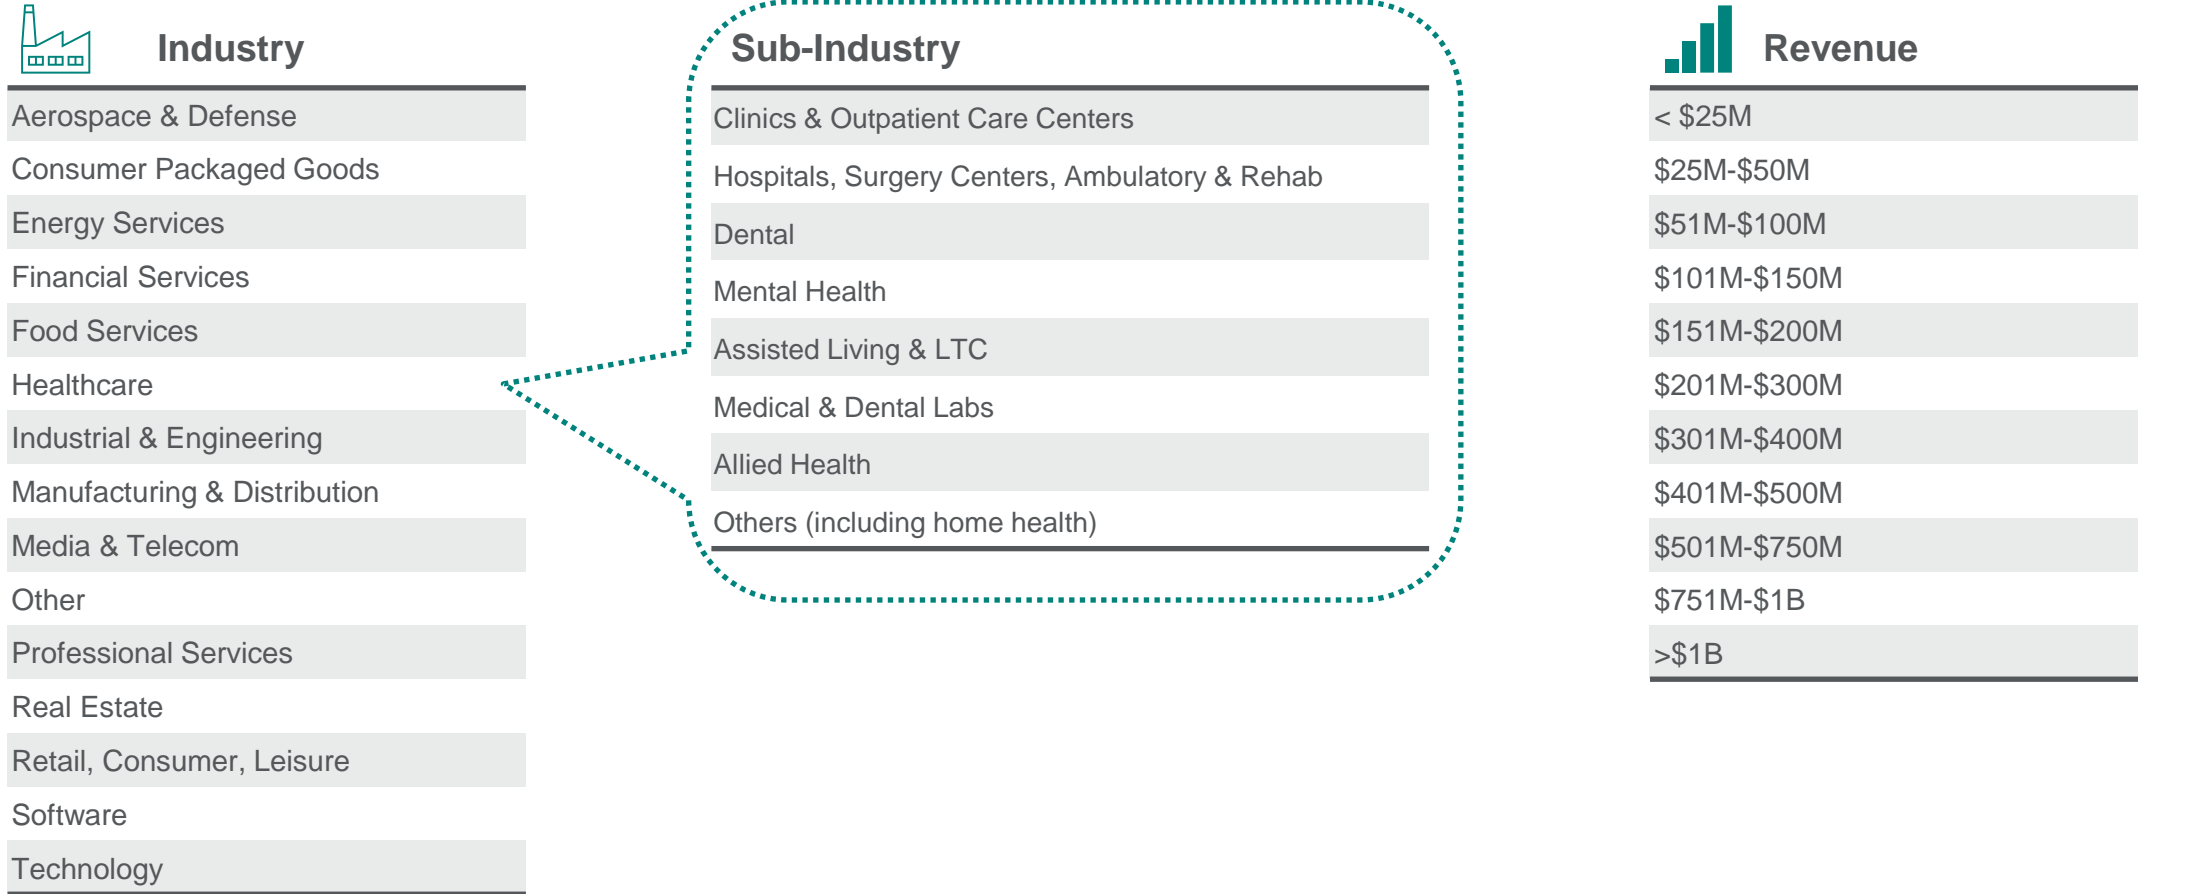 Industry
Aerospace & Defense
Consumer Packaged Goods
Energy Services
Financial Services
Food Services
Healthcare
Industrial & Engineering
Manufacturing & Distribution
Media & Telecom
Other
Professional Services
Real Estate
Retail, Consumer, Leisure
Software
Technology
Sub-Industry
Clinics & Outpatient Care Centers
Hospitals, Surgery Centers, Ambulatory & Rehab
Dental
Mental Health
Assisted Living & LTC
Medical & Dental Labs
Allied Health
Others (including home health)
Revenue
< $25M
$25M-$50M
$51M-$100M
$101M-$150M
$151M-$200M
$201M-$300M
$301M-$400M
$401M-$500M
$501M-$750M
$751M-$1B
>$1B